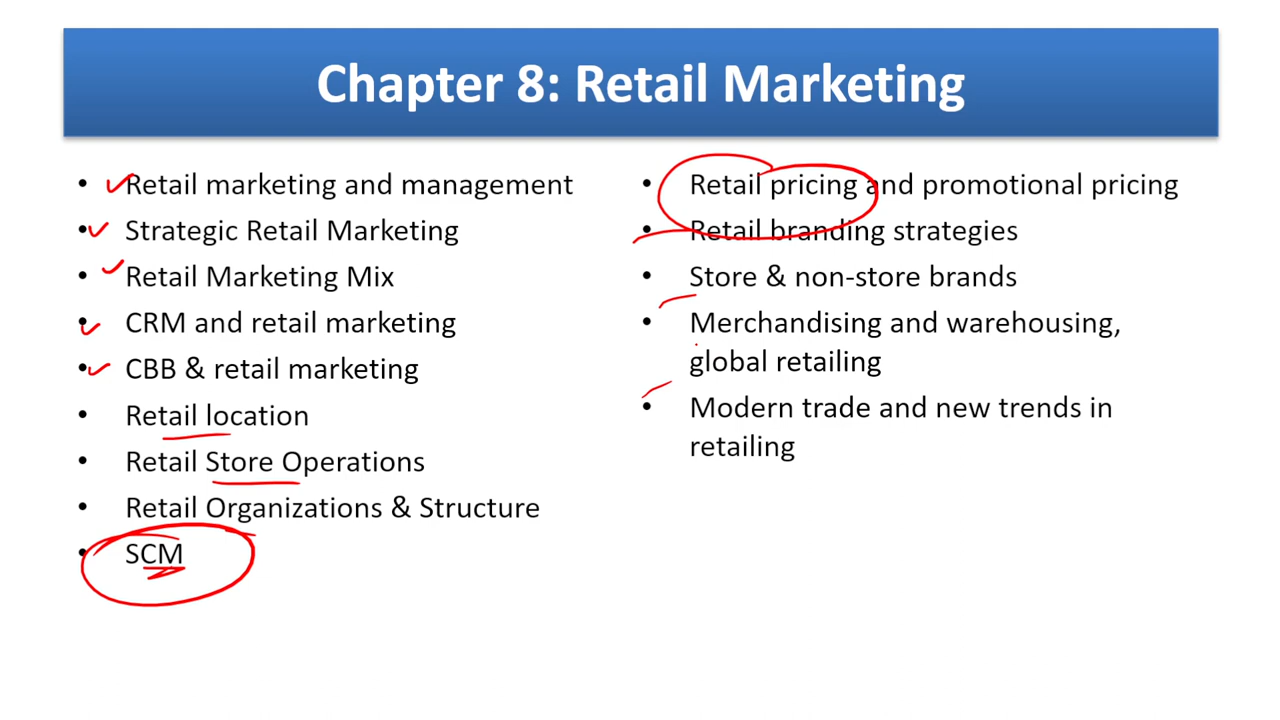 Chapter 8: Retail Marketing
• Retail marketing and management
• Strategic Retail Marketing
• Retail Marketing Mix
• CRM and retail marketing
• CBB & retail marketing
• Retail location
• Retail Store Operations
• Retail Organizations & Structure
• SCM
• Retail pricing and promotional pricing
• Retail branding strategies
• Store & non-store brands
• Merchandising and warehousing,
global retailing
• Modern trade and new trends in
retailing